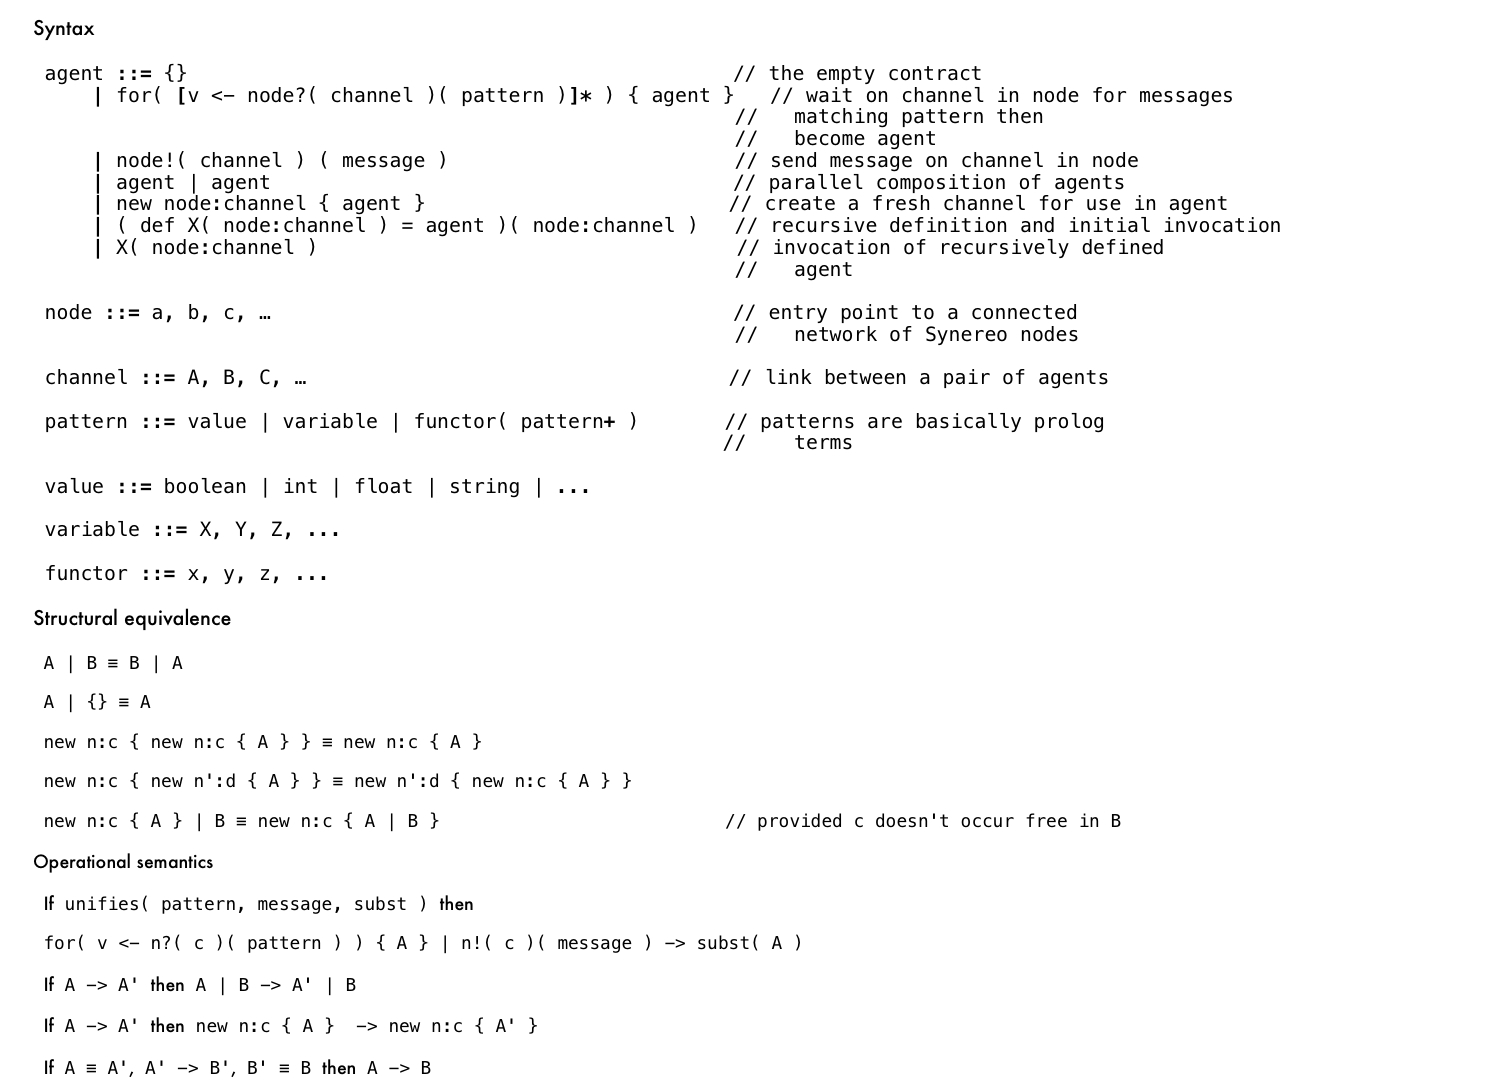 Syntax
agent ::= {} // the empty contract
| for( [v <- node?( channel )( pattern )]* ) { agent } // wait on channel in node for messages
// matching pattern then
// become agent
| node!( channel ) ( message ) // send message on channel in node
| agent | agent // parallel composition of agents
| new node:channel { agent } // create a fresh channel for use in agent
| ( def X( node:channel ) = agent )( node:channel ) // recursive definition and initial invocation
| X( node:channel ) // invocation of recursively defined
// agent
node ::= a, b, c, … // entry point to a connected
// network of Synereo nodes
channel ::= A, B, C, … // link between a pair of agents
pattern ::= value | variable | functor( pattern+ ) // patterns are basically prolog
// terms
value ::= boolean | int | float | string | ...
variable ::= X, Y, Z, ...
functor ::= x, y, z, ...
Structural equivalence
A | B ≡ B | A
A | {} ≡ A
new n:c { new n:c { A } } ≡ new n:c { A }
new n:c { new n':d { A } } ≡ new n':d { new n:c { A } }
new n:c { A } | B ≡ new n:c { A | B } // provided c doesn't occur free in B
Operational semantics
If unifies( pattern, message, subst ) then
for( v <- n?( c )( pattern ) ) { A } | n!( c )( message ) -> subst( A )
If A -> A' then A | B -> A' | B
If A -> A' then new n:c { A } -> new n:c { A' }
If A ≡ A', A' -> B', B' ≡ B then A -> B